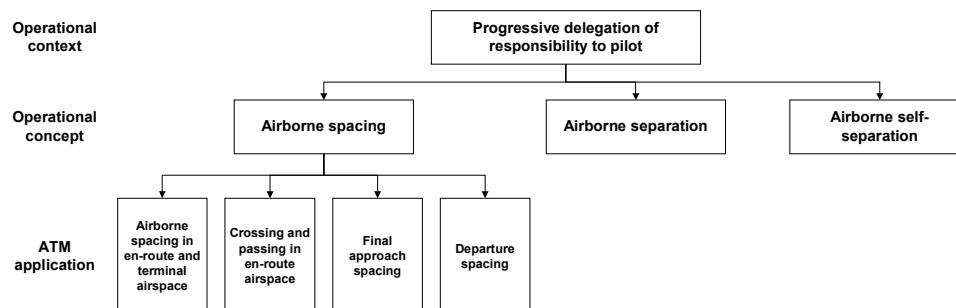 Operational
context
Progressive delegation of
responsibility to pilot
Operational
concept
Airborne spacing
Airborne separation
Airborne self-
separation
ATM
application
Airborne
spacing in
en-route and
terminal
airspace
Crossing and
passing in
en-route
airspace
Final
approach
spacing
Departure
spacing